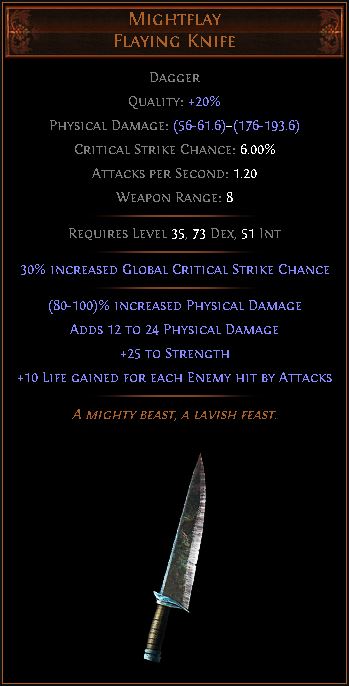 Mightflay
Flaying Knife
Dagger
Quality: +20%
Physical Damage: (56-61.6)–(176-193.6)
Critical Strike Chance: 6.00%
Attacks per Second: 1.20
Weapon Range: 8
Requires Level 35, 73 Dex, 51 Int
30% increased Global Critical Strike Chance
(80-100)% increased Physical Damage
Adds 12 to 24 Physical Damage
+25 to Strength
+10 Life gained for each Enemy hit by Attacks
A mighty beast, a lavish feast.